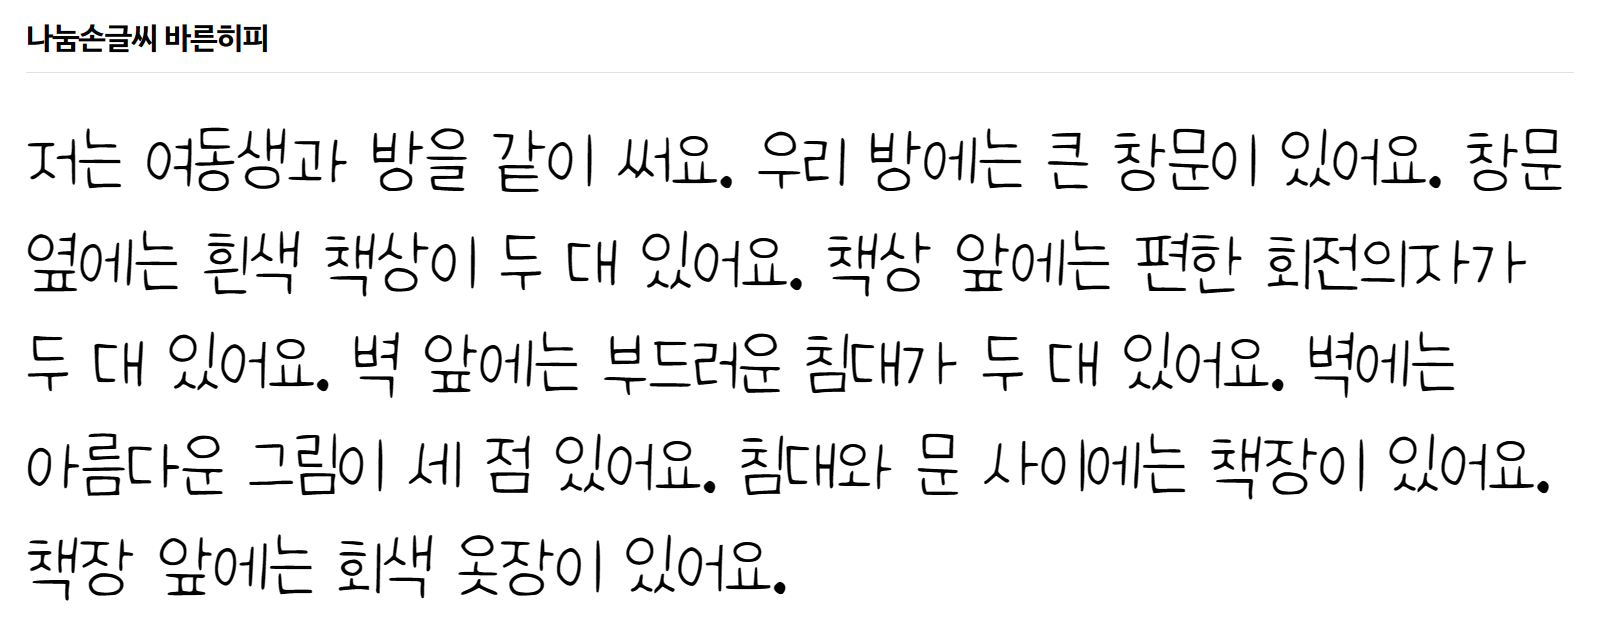 나눔손글씨 바른히피
저는 여동생과 방을 같이 써요. 우리 방에는 큰 창문이 있어요. 창문
옆에는 흰색 책상이 두 대 있어요. 책상 앞에는 편한 회전의자가
두 대 있어요. 벽 앞에는 부드러운 침대가 두 대 있어요. 벽에는
아름다운 그림이 세 점 있어요. 침대와 문 사이에는 책장이 있어요.
책장 앞에는 회색 옷장이 있어요.